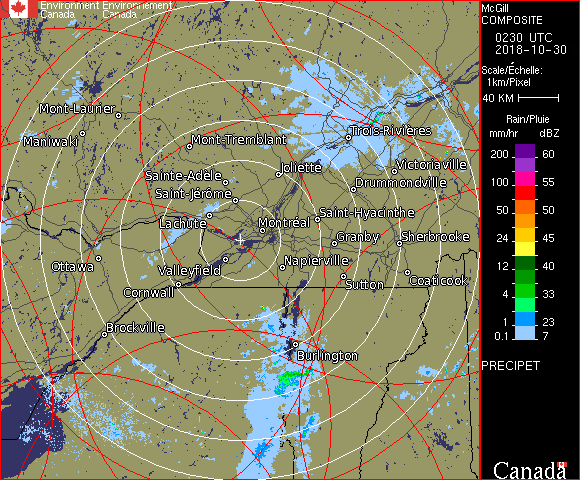 Environment Environnement
Canada Canada
McGill
COMPOSITE
0230 UTC
2018-10-30
Scale/Échelle:
1km/Pixel
40 KM
Rain/Pluie
mm/hr dBZ
200 60
100 55
50 50
24 45
12 40
4 33
1 23
0.1 7
PRECIPET
Canada
Mont-Laurier
Maniwaki
Mont-Tremblant
Trois-Rivières
Sainte-Adèle
Joliette
Victoriaville
Drummondville
Saint-Jérôme
Lachute
Saint-Hyacinthe
Montréal
Granby
Sherbrooke
Ottawa
Valleyfield
Napierville
Cornwall
Sutton
Coaticook
Brockville
Burlington